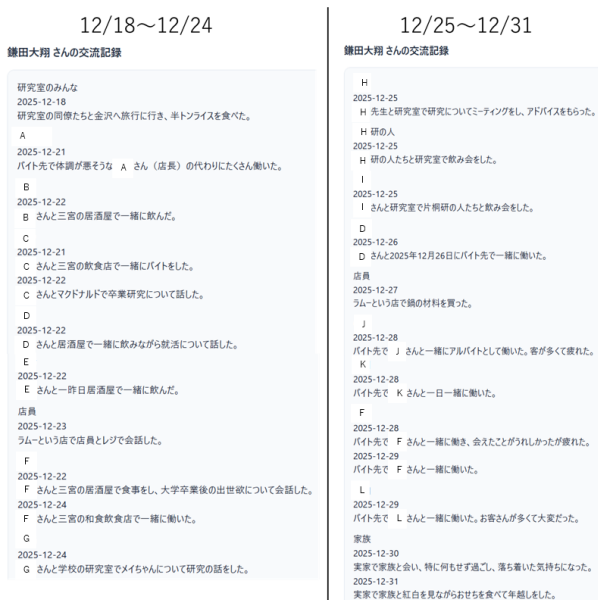 12/18～12/24
鎌田大翔 さんの交流記録
研究室のみんな
2025-12-18
研究室の同僚たちと金沢へ旅行に行き、半トンライスを食べた。
A
2025-12-21
バイト先で体調が悪そうな A さん（店長）の代わりにたくさん働いた。
B
2025-12-22
B さんと三宮の居酒屋で一緒に飲んだ。
C
2025-12-21
C さんと三宮の飲食店で一緒にバイトをした。
2025-12-22
C さんとマクドナルドで卒業研究について話した。
D
2025-12-22
D さんと居酒屋で一緒に飲みながら就活について話した。
E
2025-12-22
E さんと一昨日居酒屋で一緒に飲んだ。
店員
2025-12-23
ラムーという店で店員とレジで会話した。
F
2025-12-22
F さんと三宮の居酒屋で食事をし、大学卒業後の出世欲について会話した。
2025-12-24
F さんと三宮の和食飲食店で一緒に働いた。
G
2025-12-24
G さんと学校の研究室でメイちゃんについて研究の話をした。
12/25～12/31
鎌田大翔 さんの交流記録
H
2025-12-25
H 先生と研究室で研究についてミーティングをし、アドバイスをもらった。
H 研の人
2025-12-25
H 研の人たちと研究室で飲み会をした。
I
2025-12-25
I さんと研究室で片桐研の人たちと飲み会をした。
D
2025-12-26
D さんと2025年12月26日にバイト先で一緒に働いた。
店員
2025-12-27
ラムーという店で鍋の材料を買った。
J
2025-12-28
バイト先で J さんと一緒にアルバイトとして働いた。客が多くて疲れた。
K
2025-12-28
バイト先で K さんと一日一緒に働いた。
F
2025-12-28
バイト先で F さんと一緒に働き、会えたことがうれしかったが疲れた。
2025-12-29
バイト先で F さんと一緒に働いた。
L
2025-12-29
バイト先で L さんと一緒に働いた。お客さんが多くて大変だった。
家族
2025-12-30
実家で家族と会い、特に何もせず過ごし、落ち着いた気持ちになった。
2025-12-31
実家で家族と紅白を見ながらおせちを食べて年越しをした。